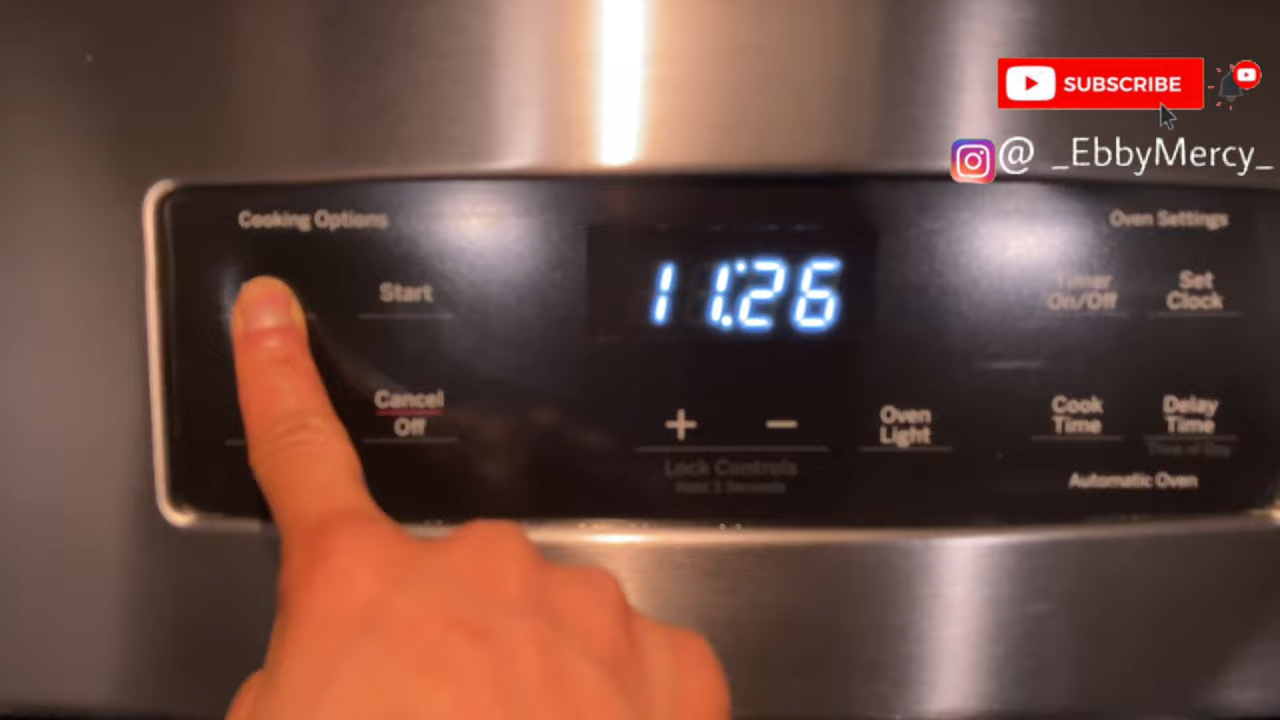 SUBSCRIBE
@ _EbbyMercy_
Cooking Options
Oven Settings
11:26
Start
Timer
On/Off
Set
Clock
Cancel
Off
+ −
Oven
Light
Cook
Time
Delay
Time
Lock Controls
Automatic Oven